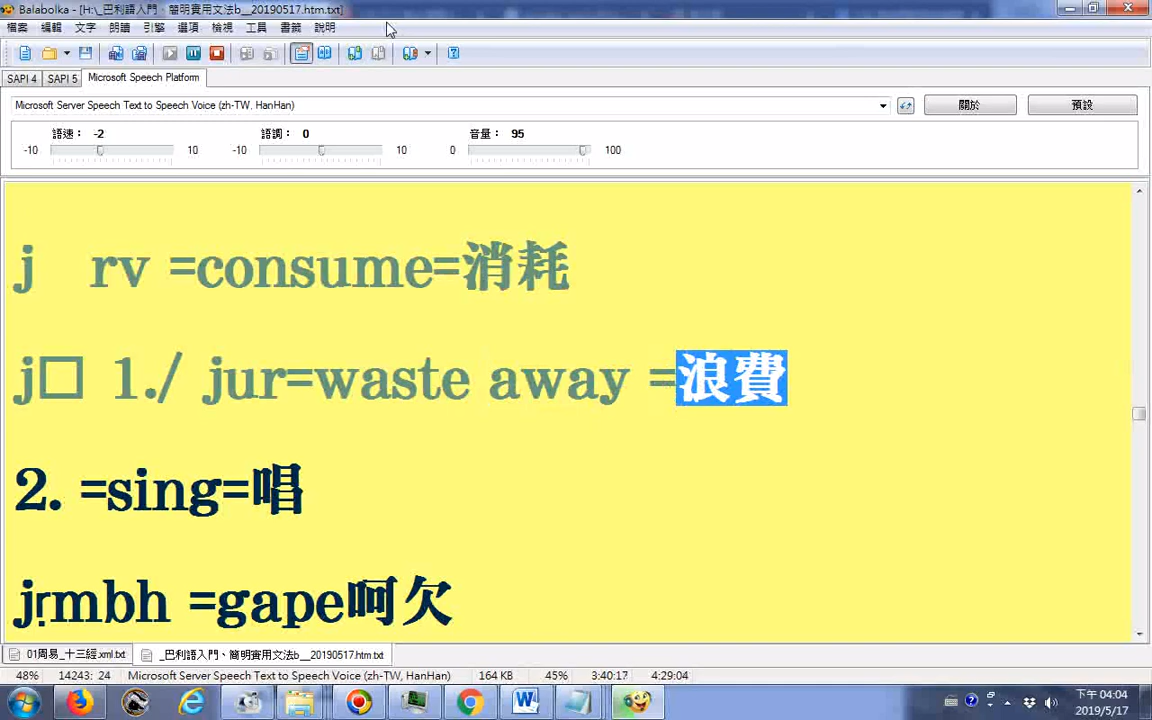 Balabolka - [H:\_巴利語入門、簡明實用文法b__20190517.htm.txt]
檔案 編輯 文字 朗讀 引擎 選項 檢視 工具 書籤 說明
SAPI 4 SAPI 5 Microsoft Speech Platform
Microsoft Server Speech Text to Speech Voice (zh-TW, HanHan) 關於 預設
語速： -2 語調： 0 音量： 95
-10 10 -10 10 0 100
j rv =consume=消耗
j□ 1./ jur=waste away =浪費
2. =sing=唱
jṛmbh =gape呵欠
01周易_十三經.xml.txt _巴利語入門、簡明實用文法b__20190517.htm.txt
48% 14243: 24 Microsoft Server Speech Text to Speech Voice (zh-TW, HanHan) 164 KB 45% 3:40:17 4:29:04
下午 04:04
2019/5/17